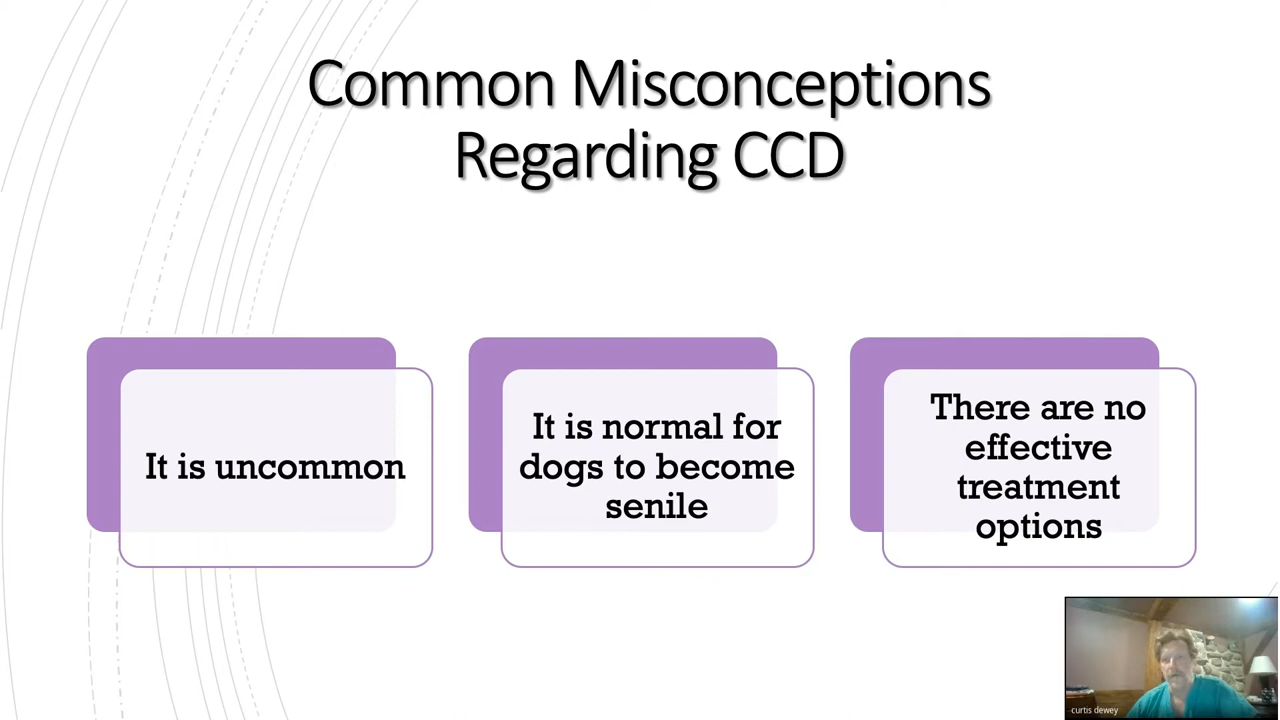 Common Misconceptions
Regarding CCD
It is uncommon
It is normal for
dogs to become
senile
There are no
effective
treatment
options
curtis dewey